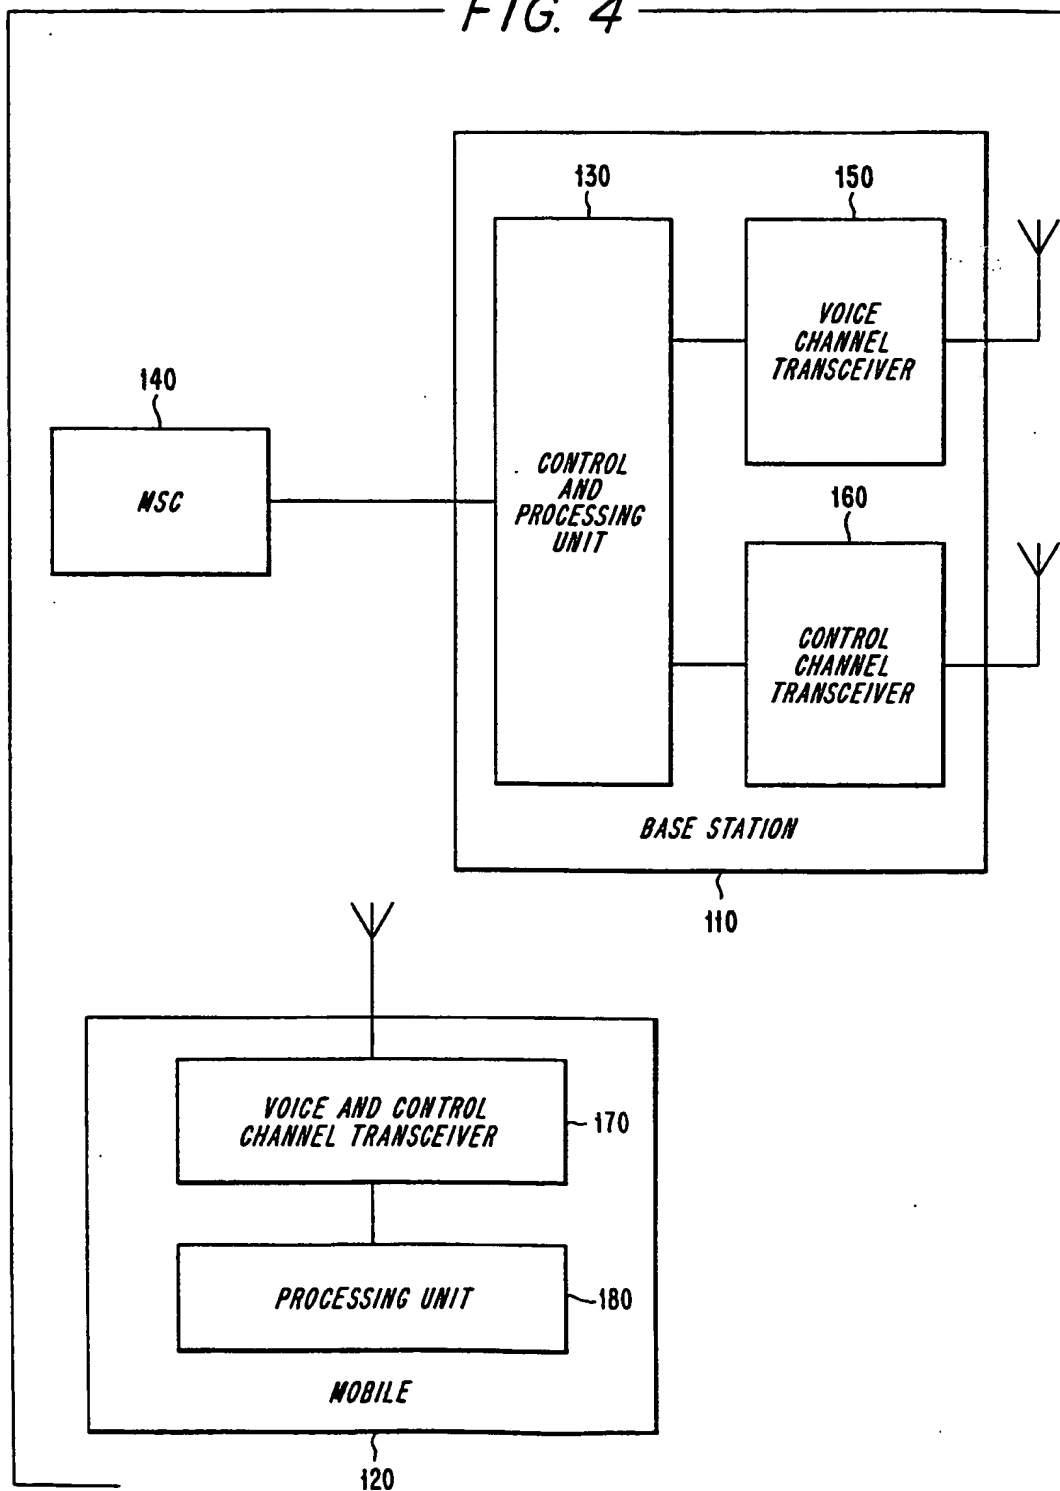 FIG. 4
130
150
VOICE
CHANNEL
TRANSCEIVER
140
MSC
CONTROL
AND
PROCESSING
UNIT
160
CONTROL
CHANNEL
TRANSCEIVER
BASE STATION
110
VOICE AND CONTROL
CHANNEL TRANSCEIVER
170
PROCESSING UNIT
180
MOBILE
120